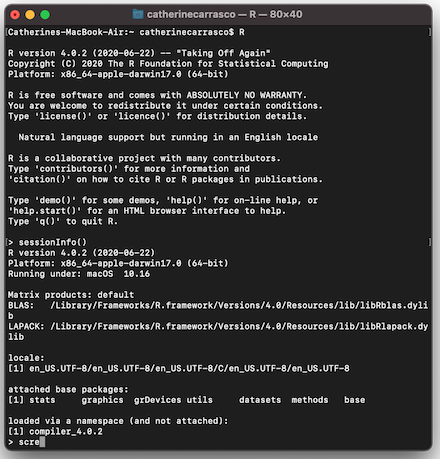 catherinecarrasco — R — 80×40
[Catherines-MacBook-Air:~ catherinecarrasco$ R ]
R version 4.0.2 (2020-06-22) -- "Taking Off Again"
Copyright (C) 2020 The R Foundation for Statistical Computing
Platform: x86_64-apple-darwin17.0 (64-bit)
R is free software and comes with ABSOLUTELY NO WARRANTY.
You are welcome to redistribute it under certain conditions.
Type 'license()' or 'licence()' for distribution details.
Natural language support but running in an English locale
R is a collaborative project with many contributors.
Type 'contributors()' for more information and
'citation()' on how to cite R or R packages in publications.
Type 'demo()' for some demos, 'help()' for on-line help, or
'help.start()' for an HTML browser interface to help.
Type 'q()' to quit R.
[> sessionInfo() ]
R version 4.0.2 (2020-06-22)
Platform: x86_64-apple-darwin17.0 (64-bit)
Running under: macOS  10.16
Matrix products: default
BLAS:   /Library/Frameworks/R.framework/Versions/4.0/Resources/lib/libRblas.dyli
b
LAPACK: /Library/Frameworks/R.framework/Versions/4.0/Resources/lib/libRlapack.dy
lib
locale:
[1] en_US.UTF-8/en_US.UTF-8/en_US.UTF-8/C/en_US.UTF-8/en_US.UTF-8
attached base packages:
[1] stats     graphics  grDevices utils     datasets  methods   base
loaded via a namespace (and not attached):
[1] compiler_4.0.2
> scre